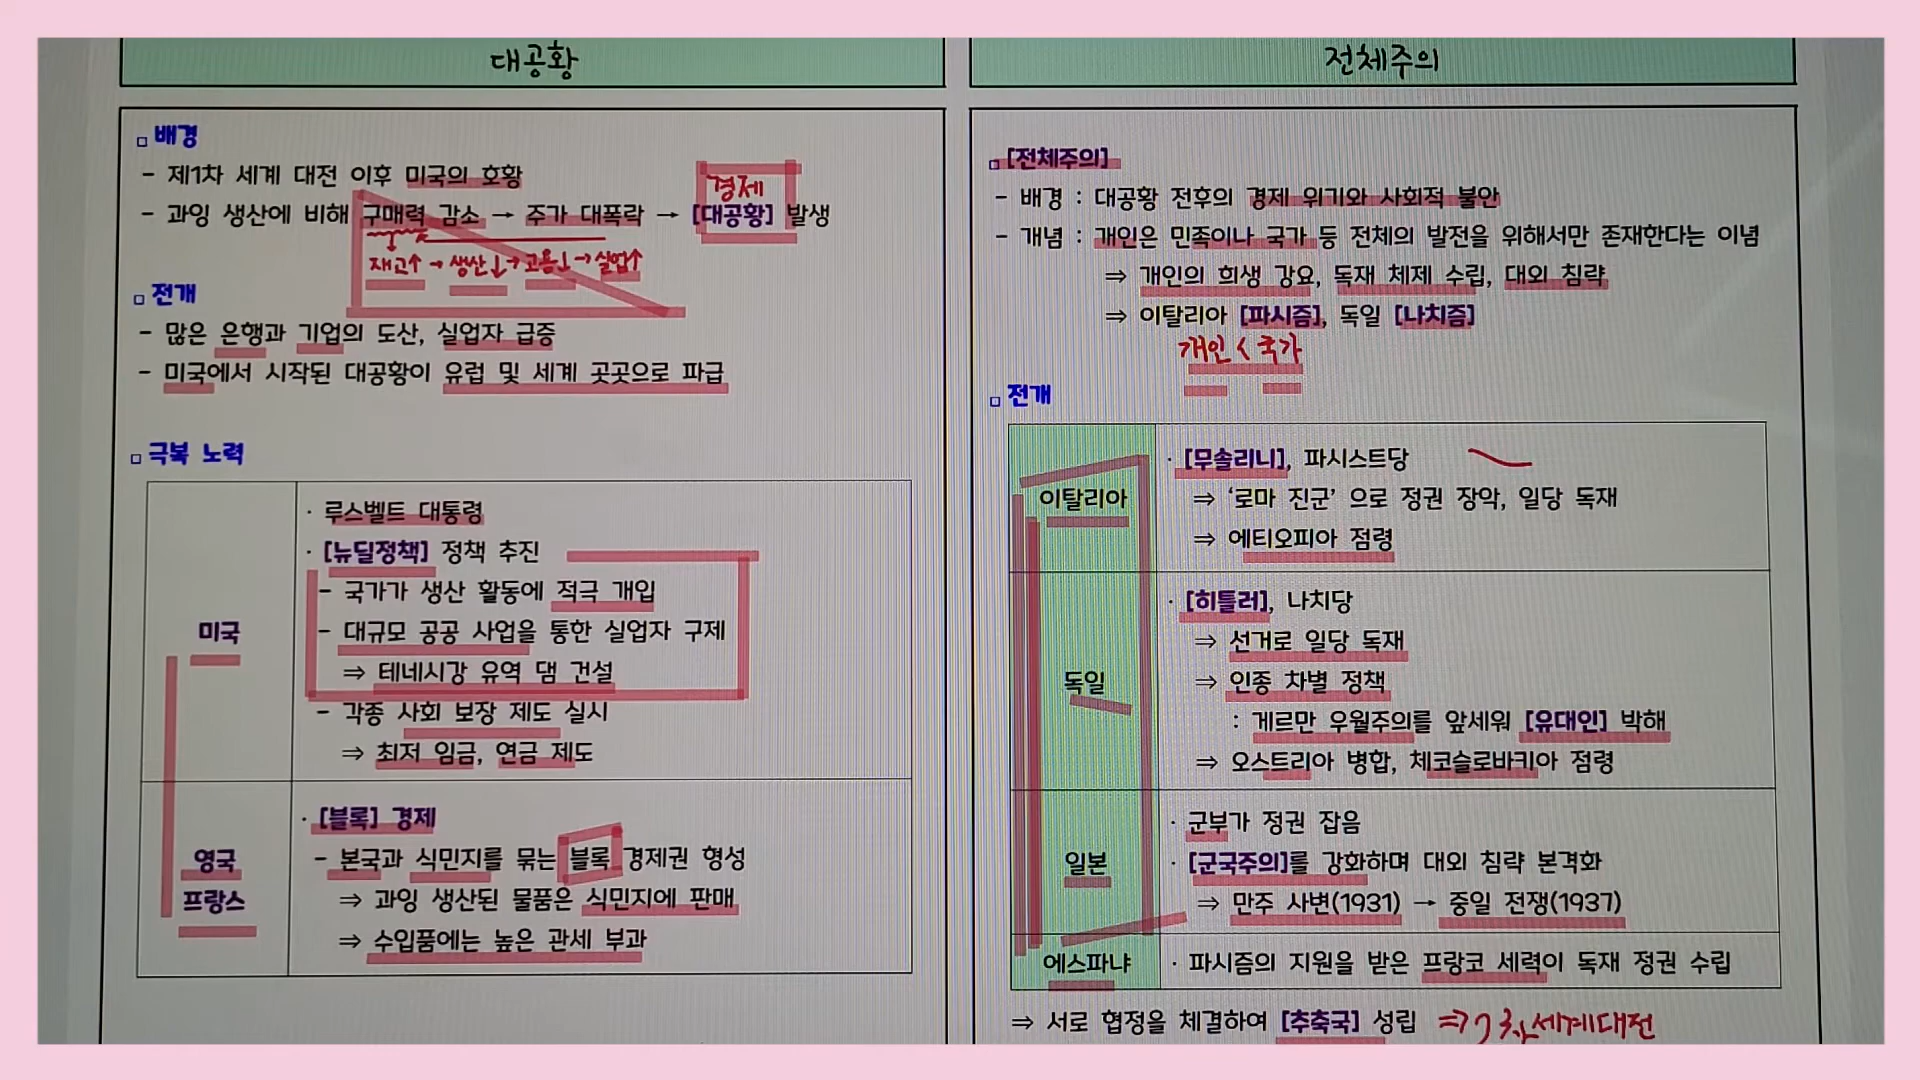 대공황
□ 배경
- 제1차 세계 대전 이후 미국의 호황
경제
- 과잉 생산에 비해 구매력 감소 → 주가 대폭락 → [대공황] 발생
재고↑ → 생산↓ → 고용↓ → 실업↑
□ 전개
- 많은 은행과 기업의 도산, 실업자 급증
- 미국에서 시작된 대공황이 유럽 및 세계 곳곳으로 파급
□ 극복 노력
미국
· 루스벨트 대통령
· [뉴딜정책] 정책 추진
- 국가가 생산 활동에 적극 개입
- 대규모 공공 사업을 통한 실업자 구제
⇒ 테네시강 유역 댐 건설
- 각종 사회 보장 제도 실시
⇒ 최저 임금, 연금 제도
영국
프랑스
· [블록] 경제
- 본국과 식민지를 묶는 블록 경제권 형성
⇒ 과잉 생산된 물품은 식민지에 판매
⇒ 수입품에는 높은 관세 부과
전체주의
□ [전체주의]
- 배경 : 대공황 전후의 경제 위기와 사회적 불안
- 개념 : 개인은 민족이나 국가 등 전체의 발전을 위해서만 존재한다는 이념
⇒ 개인의 희생 강요, 독재 체제 수립, 대외 침략
⇒ 이탈리아 [파시즘], 독일 [나치즘]
개인 < 국가
□ 전개
이탈리아
· [무솔리니], 파시스트당
⇒ ‘로마 진군’ 으로 정권 장악, 일당 독재
⇒ 에티오피아 점령
독일
· [히틀러], 나치당
⇒ 선거로 일당 독재
⇒ 인종 차별 정책
: 게르만 우월주의를 앞세워 [유대인] 박해
⇒ 오스트리아 병합, 체코슬로바키아 점령
일본
· 군부가 정권 잡음
· [군국주의]를 강화하며 대외 침략 본격화
⇒ 만주 사변(1931) → 중일 전쟁(1937)
에스파냐
· 파시즘의 지원을 받은 프랑코 세력이 독재 정권 수립
⇒ 서로 협정을 체결하여 [추축국] 성립 ⇒ 세계대전